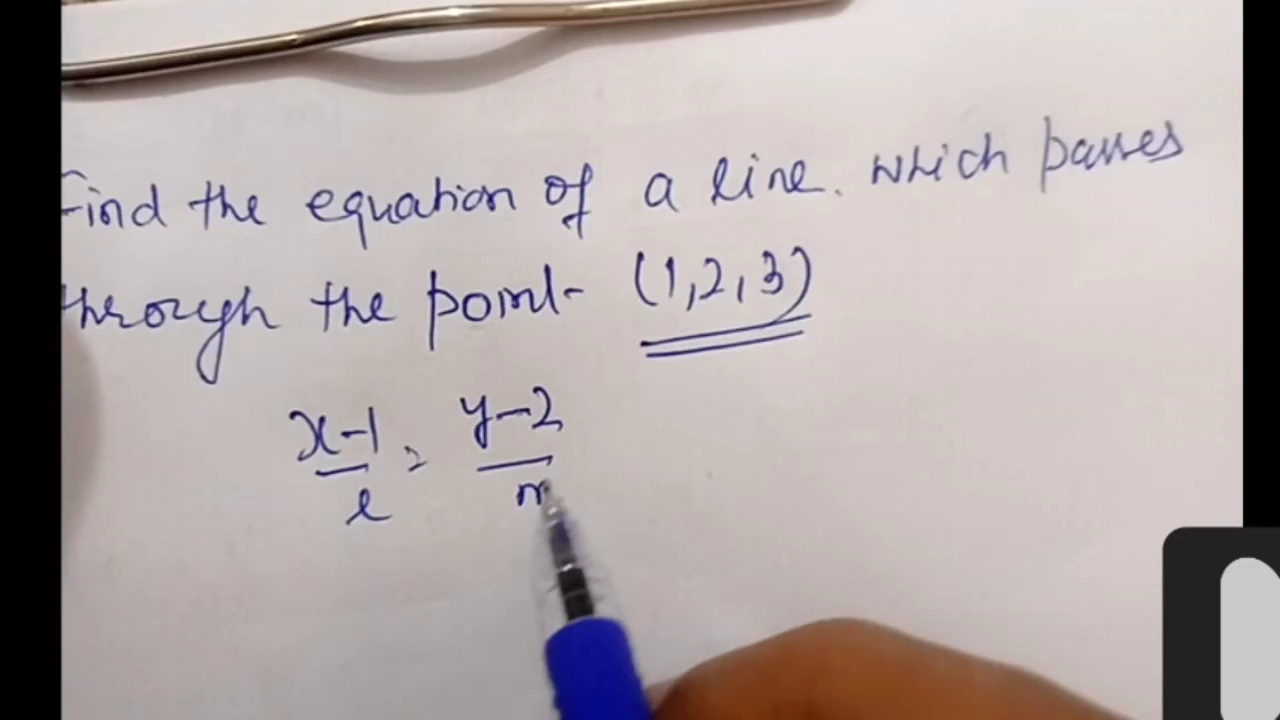 Find the equation of a line. which passes
through the point- (1,2,3)
x-1 = y-2
l m